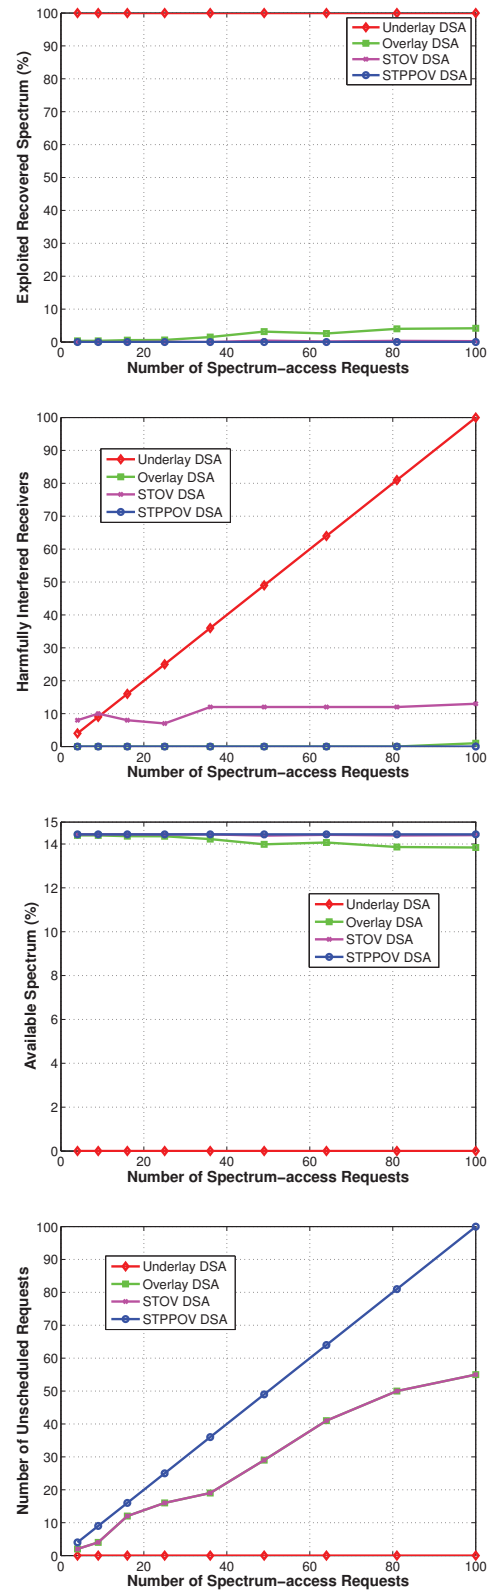 100
90
80
70
60
50
40
30
20
10
0
Exploited Recovered Spectrum (%)
Underlay DSA
Overlay DSA
STOV DSA
STPPOV DSA
0 20 40 60 80 100
Number of Spectrum-access Requests
100
90
80
70
60
50
40
30
20
10
0
Harmfully Interfered Receivers
Underlay DSA
Overlay DSA
STOV DSA
STPPOV DSA
0 20 40 60 80 100
Number of Spectrum-access Requests
15
14
12
10
8
6
4
2
0
Available Spectrum (%)
Underlay DSA
Overlay DSA
STOV DSA
STPPOV DSA
0 20 40 60 80 100
Number of Spectrum-access Requests
100
90
80
70
60
50
40
30
20
10
0
Number of Unscheduled Requests
Underlay DSA
Overlay DSA
STOV DSA
STPPOV DSA
0 20 40 60 80 100
Number of Spectrum-access Requests